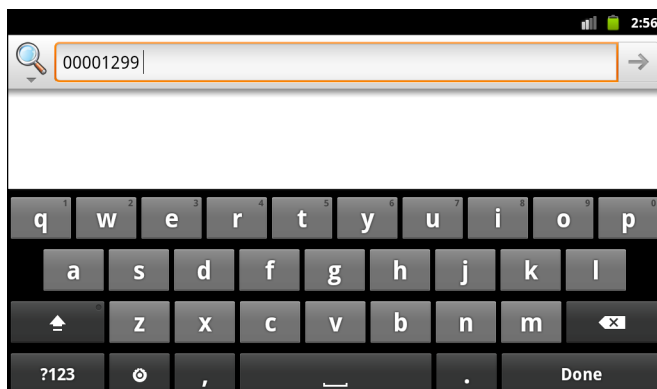 2:56
00001299
1 2 3 4 5 6 7 8 9 0
q w e r t y u i o p
a s d f g h j k l
z x c v b n m
?123 , . Done